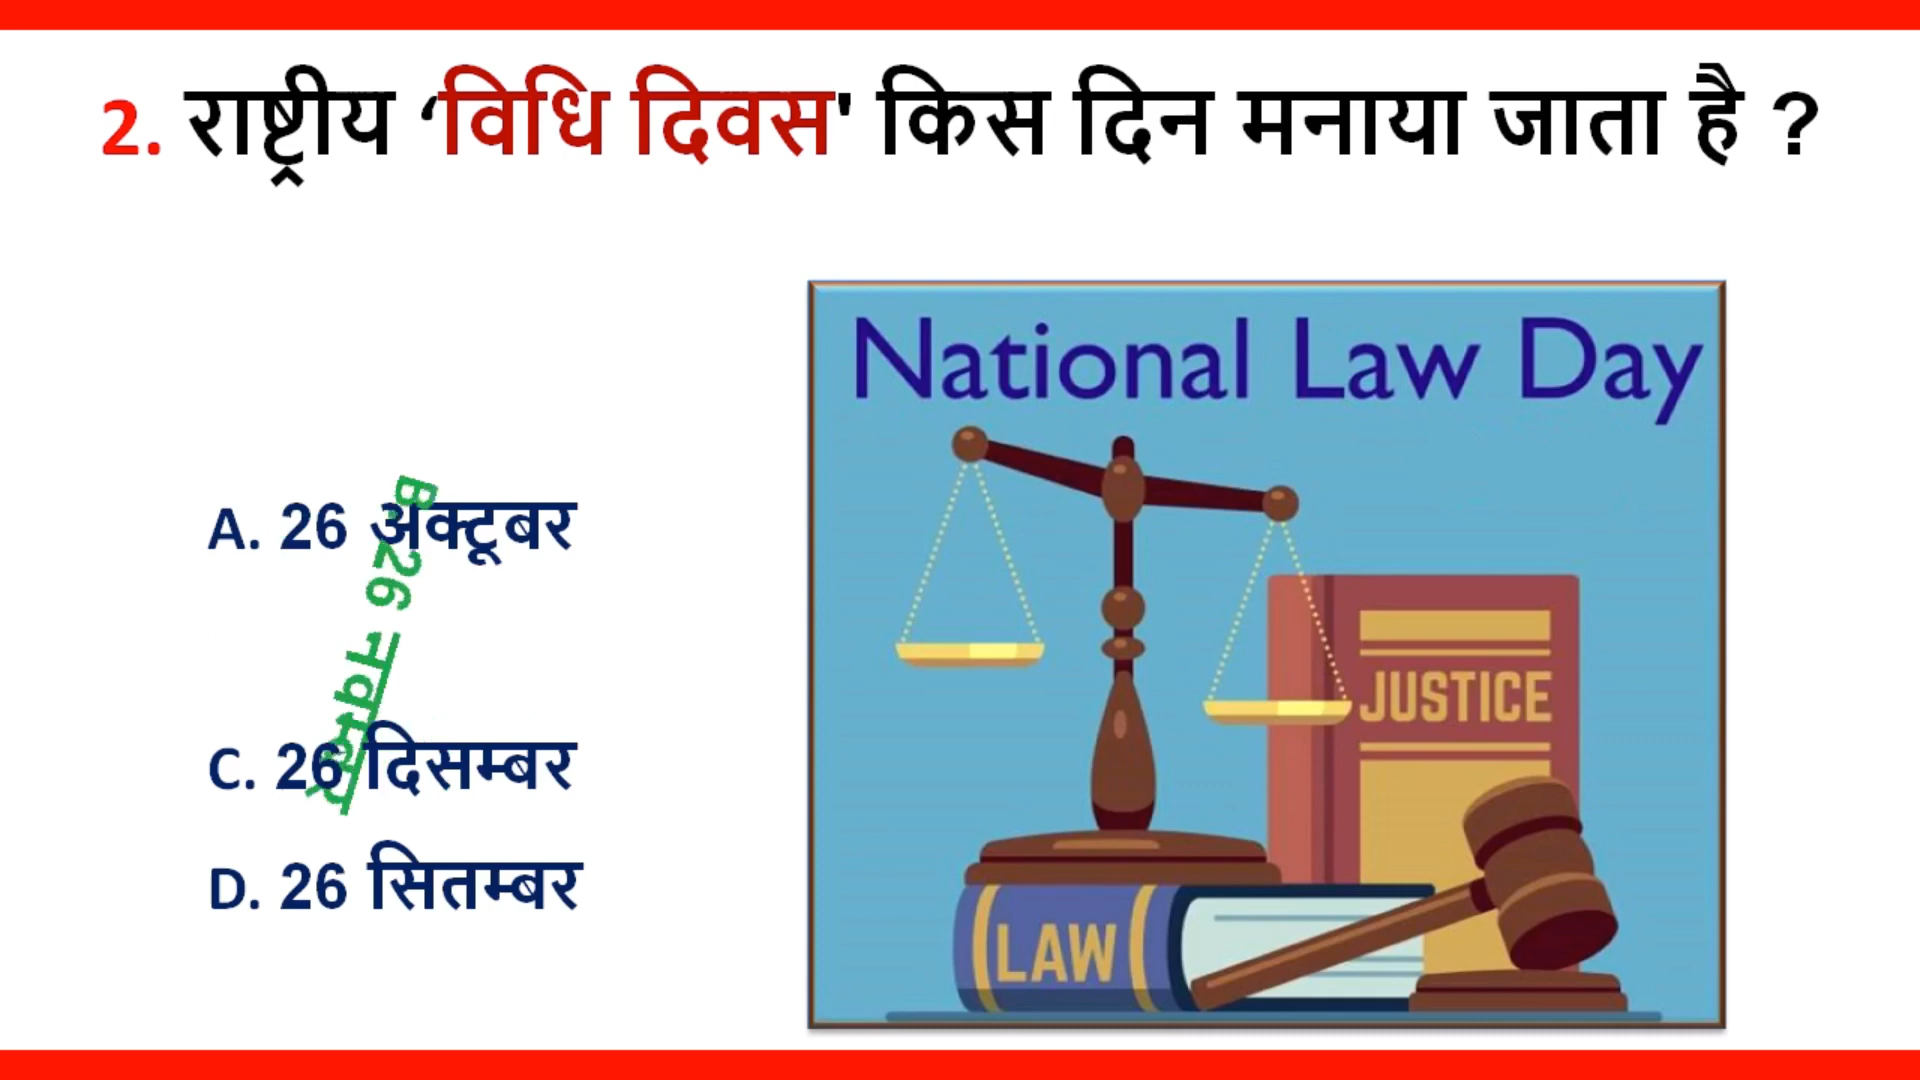 2. राष्ट्रीय ‘विधि दिवस' किस दिन मनाया जाता है ?
National Law Day
A. 26 अक्टूबर
B. 26 नवम्बर
C. 26 दिसम्बर
D. 26 सितम्बर
JUSTICE
LAW